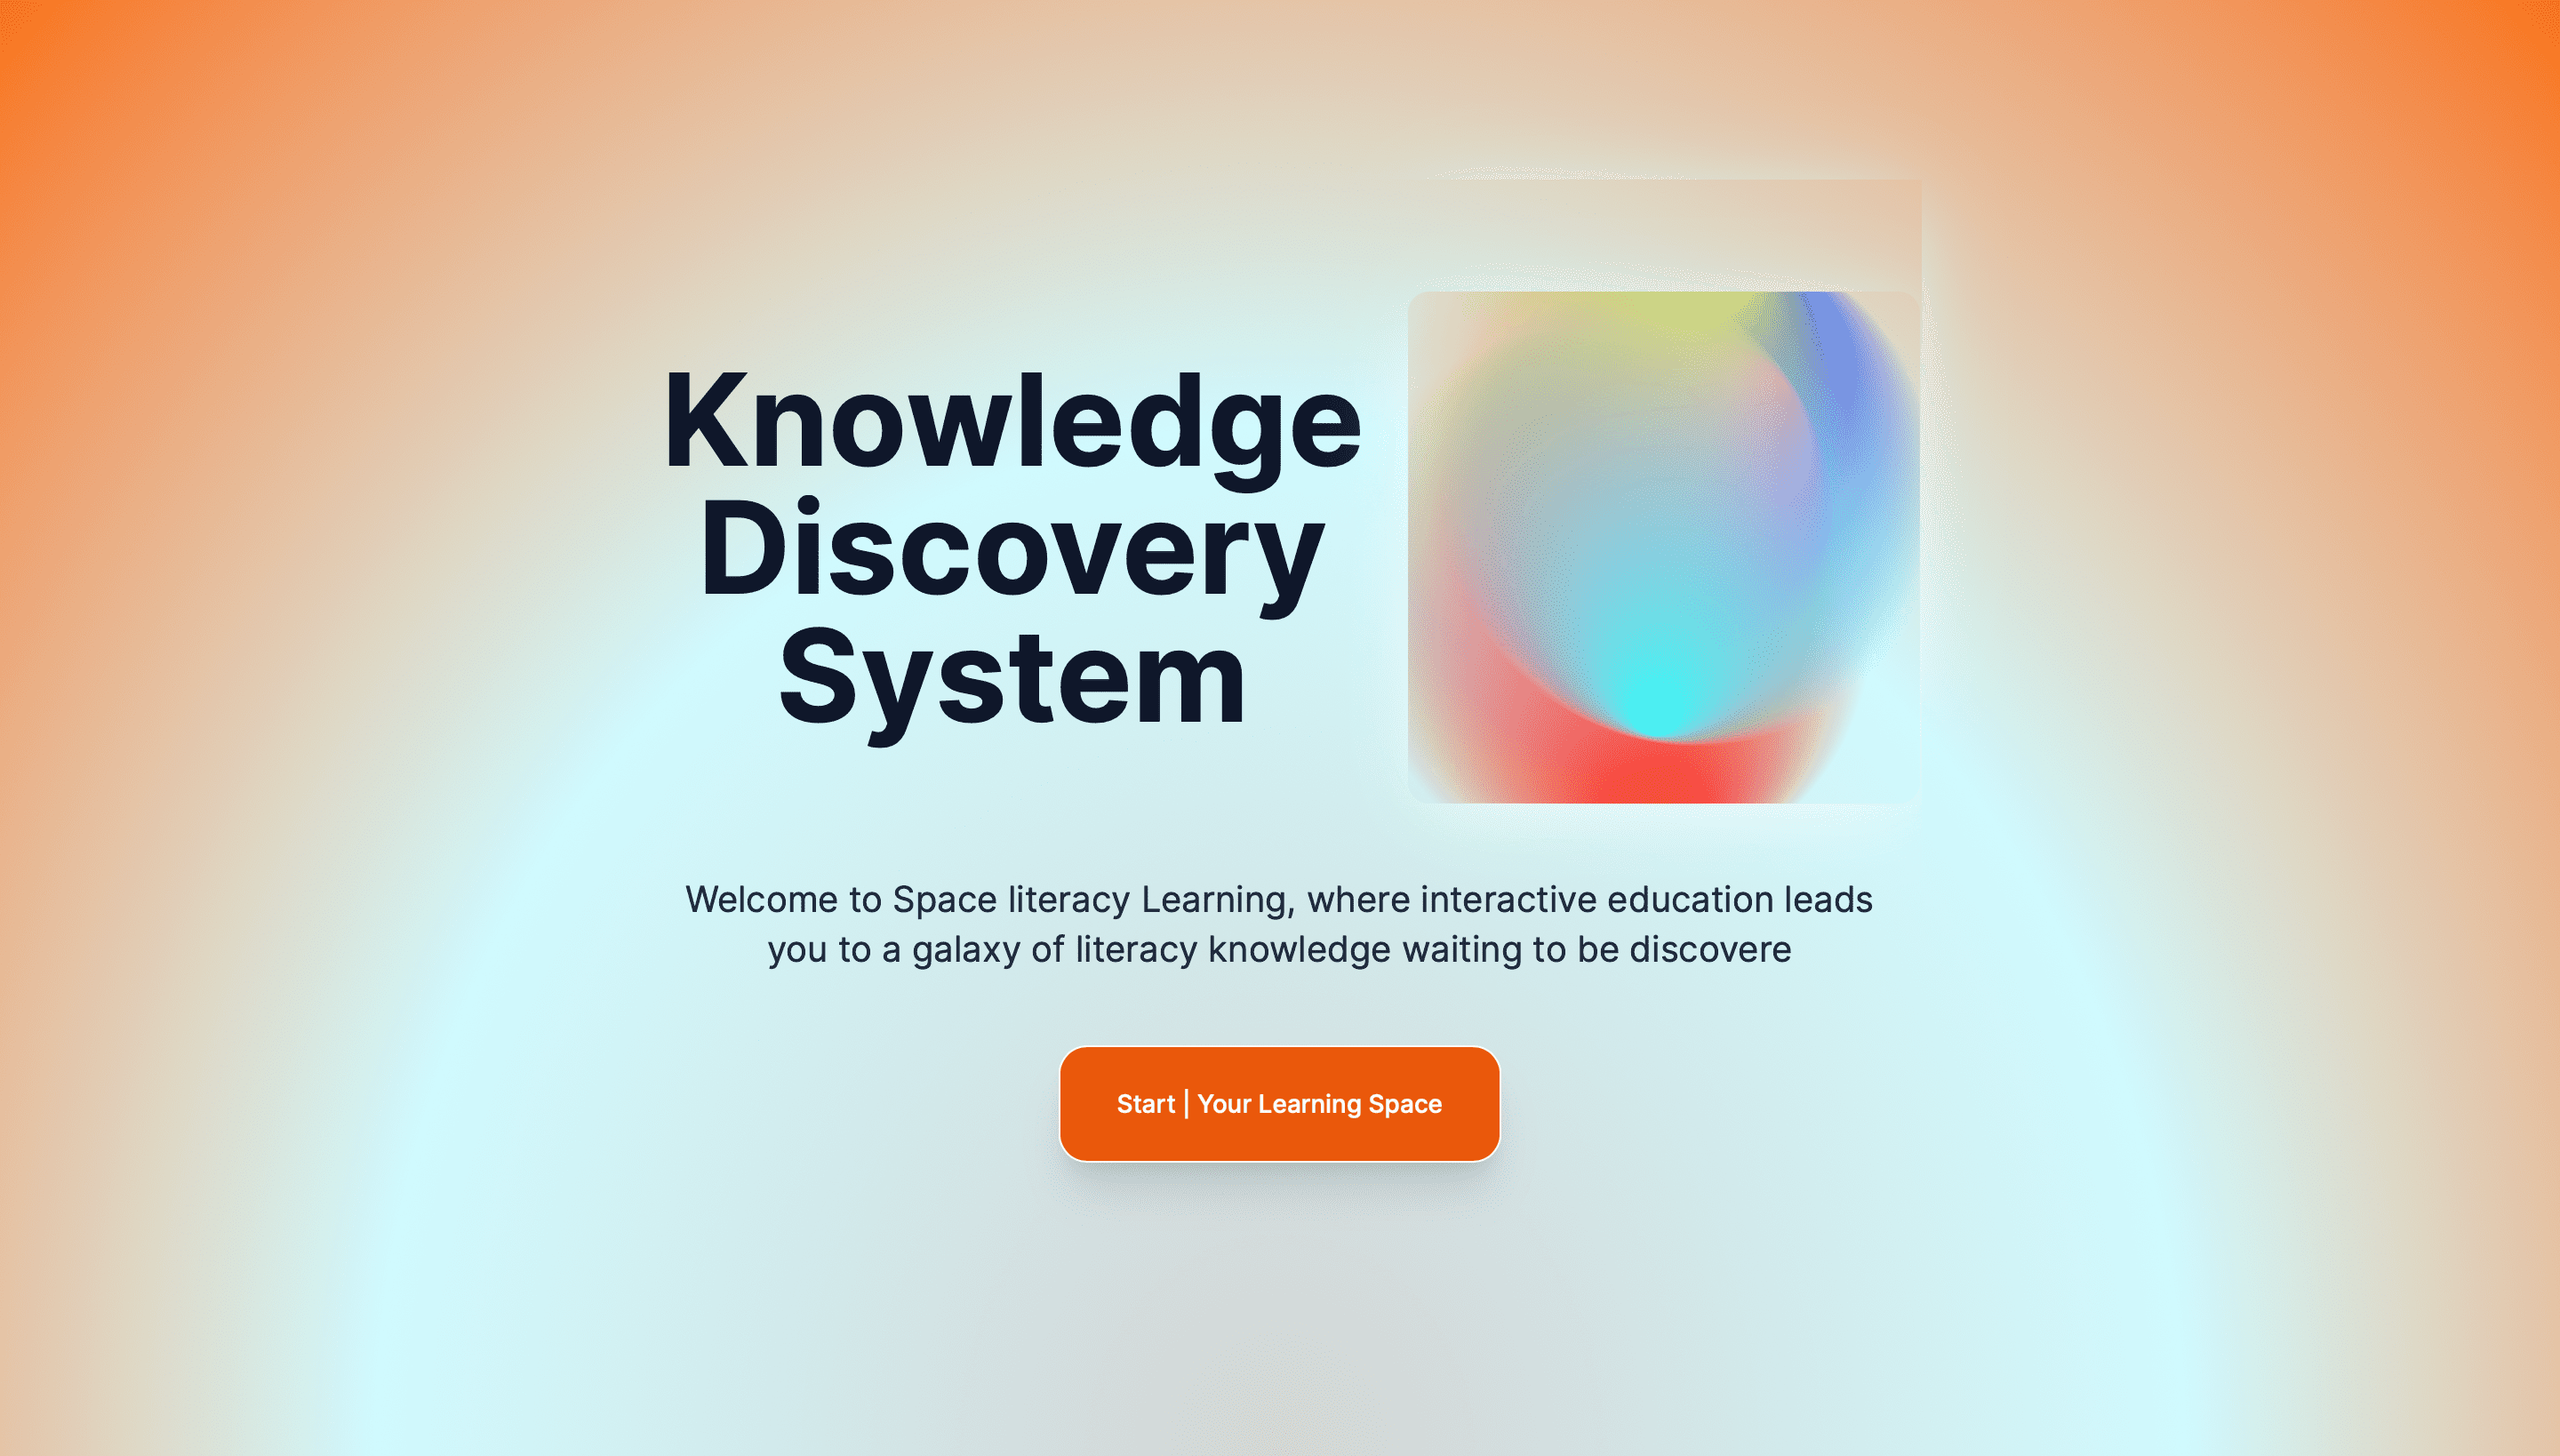 Knowledge
Discovery
System
Welcome to Space literacy Learning, where interactive education leads
you to a galaxy of literacy knowledge waiting to be discovere
Start | Your Learning Space